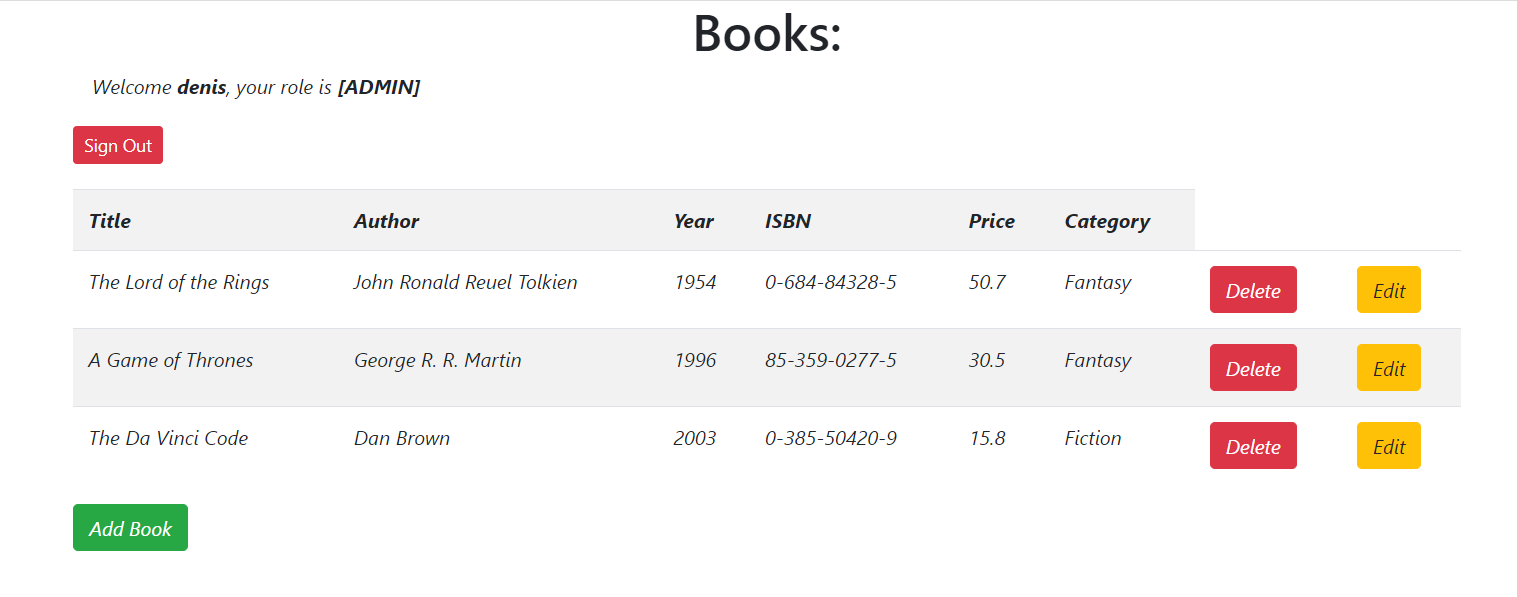 Books:
Welcome denis, your role is [ADMIN]
Sign Out
Title Author Year ISBN Price Category
The Lord of the Rings John Ronald Reuel Tolkien 1954 0-684-84328-5 50.7 Fantasy Delete Edit
A Game of Thrones George R. R. Martin 1996 85-359-0277-5 30.5 Fantasy Delete Edit
The Da Vinci Code Dan Brown 2003 0-385-50420-9 15.8 Fiction Delete Edit
Add Book